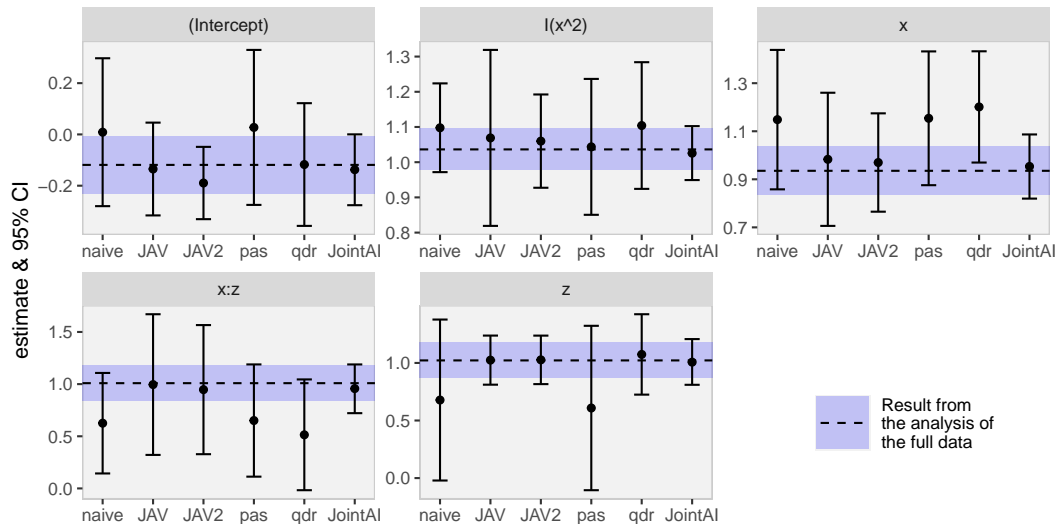 (Intercept)
I(x^2)
x
0.2
0.0
−0.2
1.3
1.2
1.1
1.0
0.9
0.8
1.3
1.1
0.9
0.7
naive JAV JAV2 pas qdr JointAI
naive JAV JAV2 pas qdr JointAI
naive JAV JAV2 pas qdr JointAI
estimate & 95% CI
x:z
z
1.5
1.0
0.5
0.0
1.0
0.5
0.0
naive JAV JAV2 pas qdr JointAI
naive JAV JAV2 pas qdr JointAI
Result from
the analysis of
the full data